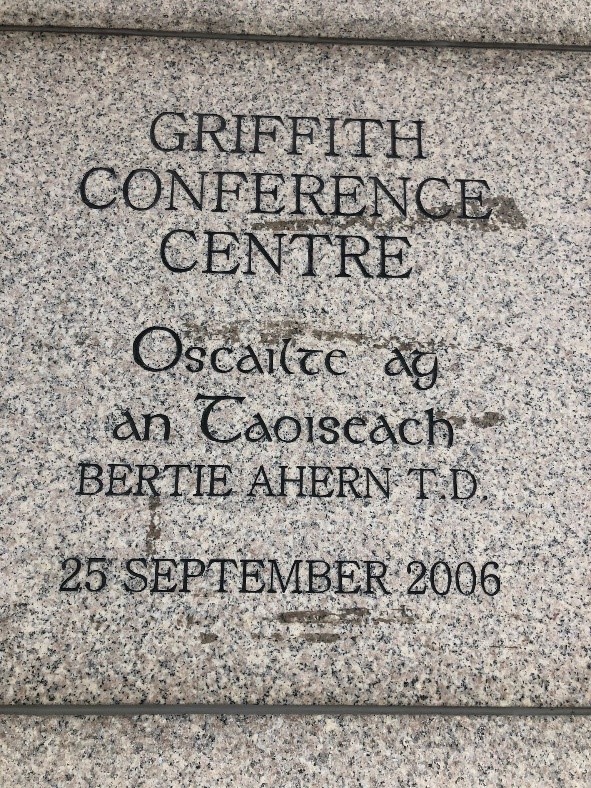 GRIFFITH
CONFERENCE
CENTRE
Oscailte ag
an Taoiseach
BERTIE AHERN T.D.
25 SEPTEMBER 2006